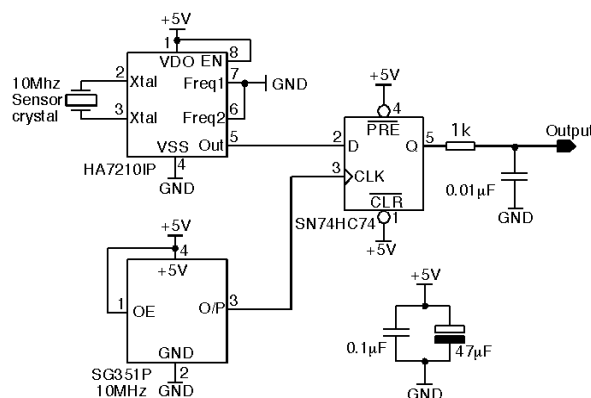 +5V
1
VDO EN 8
10Mhz
Sensor
crystal
2 Xtal
3 Xtal
Freq1 7
GND
Freq2 6
Out 5
VSS
HA7210IP
4
GND
+5V
4
PRE
2 D
Q 5
3 CLK
CLR
SN74HC74
1
+5V
1k
Output
0.01µF
GND
+5V
4
+5V
1 OE
O/P 3
GND
SG351P
2
10MHz
GND
+5V
0.1µF
47µF
GND